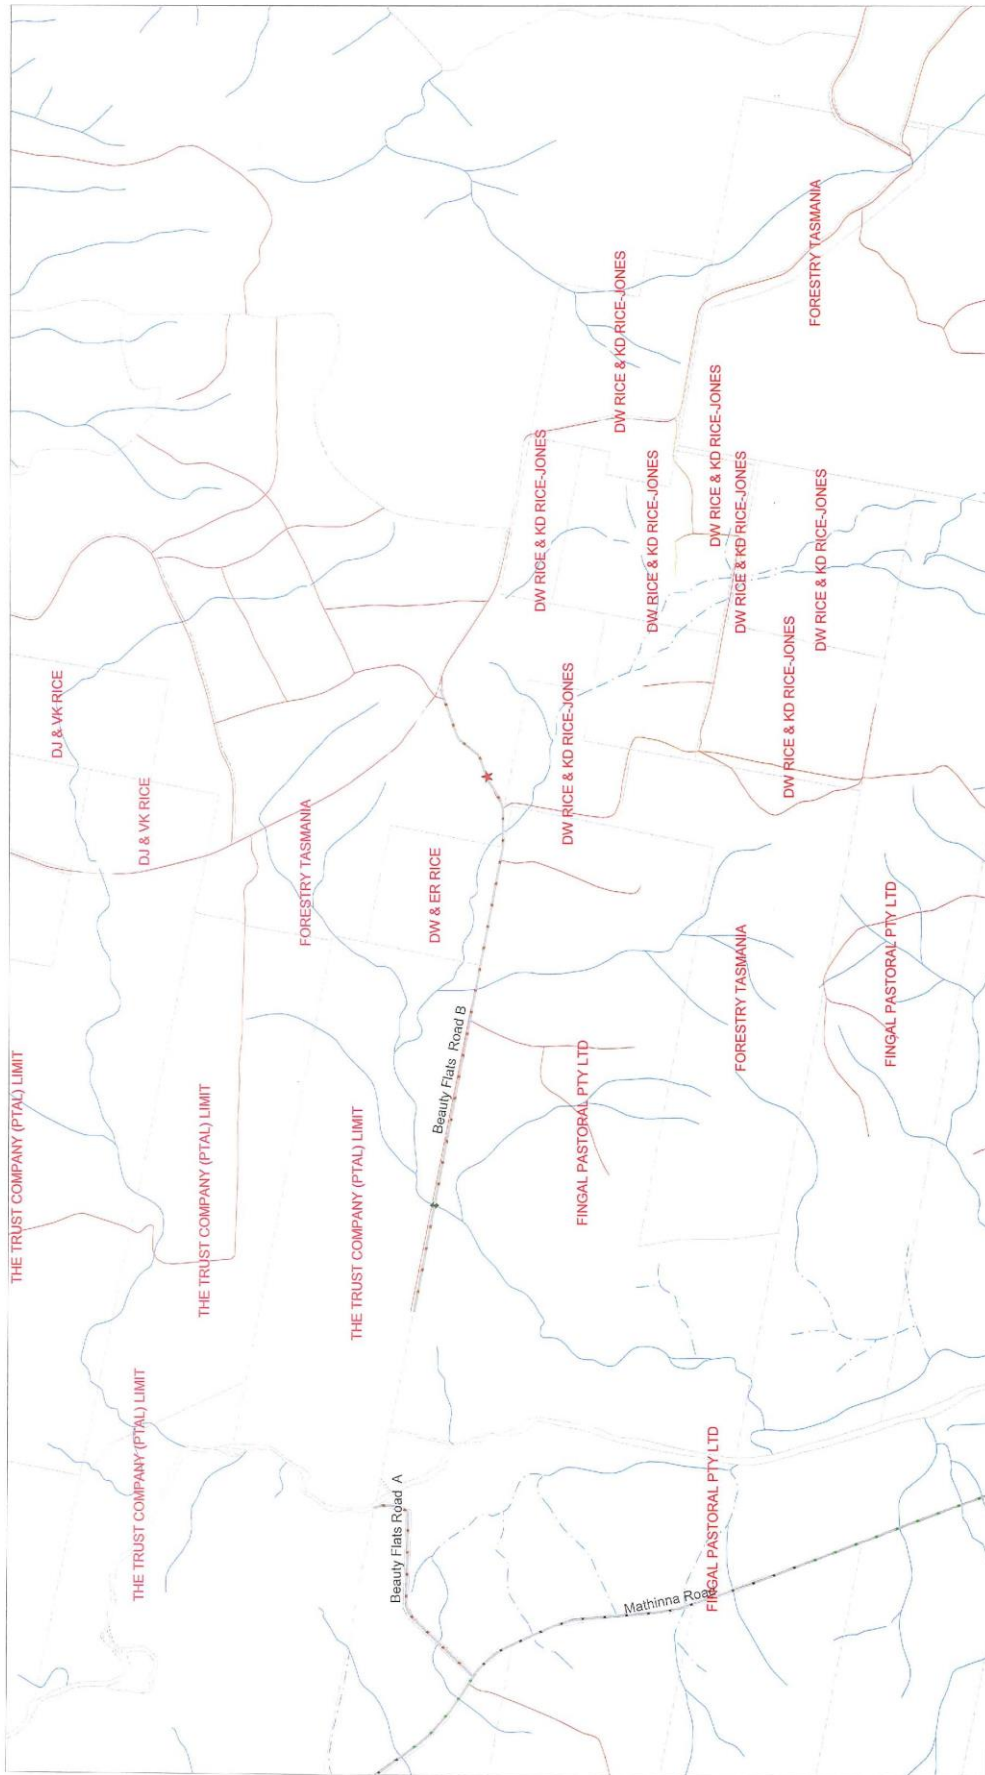 THE TRUST COMPANY (PTAL) LIMIT
THE TRUST COMPANY (PTAL) LIMIT
THE TRUST COMPANY (PTAL) LIMIT
THE TRUST COMPANY (PTAL) LIMIT
DJ & VK RICE
DJ & VK RICE
FORESTRY TASMANIA
DW & ER RICE
Beauty Flats Road A
Beauty Flats Road B
Mathinna Road
DW RICE & KD RICE-JONES
DW RICE & KD RICE-JONES
DW RICE & KD RICE-JONES
DW RICE & KD RICE-JONES
DW RICE & KD RICE-JONES
DW RICE & KD RICE-JONES
DW RICE & KD RICE-JONES
DW RICE & KD RICE-JONES
FORESTRY TASMANIA
FINGAL PASTORAL PTY LTD
FINGAL PASTORAL PTY LTD
FORESTRY TASMANIA
FINGAL PASTORAL PTY LTD